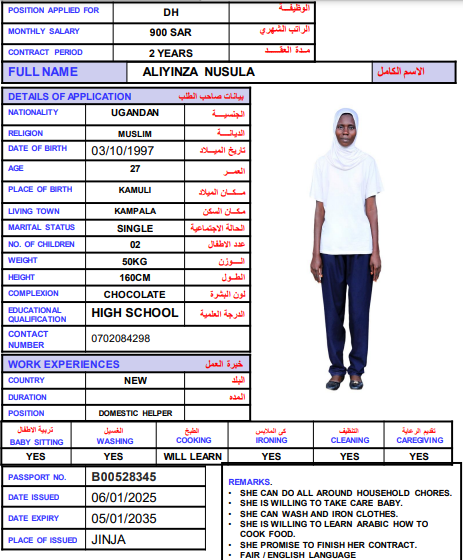 POSITION APPLIED FOR DH الوظيفـــة
MONTHLY SALARY 900 SAR الراتب الشهري
CONTRACT PERIOD 2 YEARS مـدة العقـــد
FULL NAME ALIYINZA NUSULA الاسم الكامل
DETAILS OF APPLICATION بيانات صاحب الطلب
NATIONALITY UGANDAN الجنسيـــة
RELIGION MUSLIM الديانـــة
DATE OF BIRTH 03/10/1997 تاريخ الميــلاد
AGE 27 العمــر
PLACE OF BIRTH KAMULI مـكـان الميلاد
LIVING TOWN KAMPALA مكـان السكن
MARITAL STATUS SINGLE الحالة الاجتماعية
NO. OF CHILDREN 02 عدد الاطفال
WEIGHT 50KG الـــوزن
HEIGHT 160CM الطــول
COMPLEXION CHOCOLATE لون البشرة
EDUCATIONAL QUALIFICATION HIGH SCHOOL الدرجة العلمية
CONTACT NUMBER 0702084298
WORK EXPERIENCES خبرة العمل
COUNTRY NEW البلد
DURATION المده
POSITION DOMESTIC HELPER
تربية الاطفال الغسيل الطبخ كى الملابس التنظيف تقديم الرعاية
BABY SITTING WASHING COOKING IRONING CLEANING CAREGIVING
YES YES WILL LEARN YES YES YES
PASSPORT NO. B00528345
DATE ISSUED 06/01/2025
DATE EXPIRY 05/01/2035
PLACE OF ISSUED JINJA
REMARKS.
• SHE CAN DO ALL AROUND HOUSEHOLD CHORES.
• SHE IS WILLING TO TAKE CARE BABY.
• SHE CAN WASH AND IRON CLOTHES.
• SHE IS WILLING TO LEARN ARABIC HOW TO
COOK FOOD.
• SHE PROMISE TO FINISH HER CONTRACT.
• FAIR / ENGLISH LANGUAGE